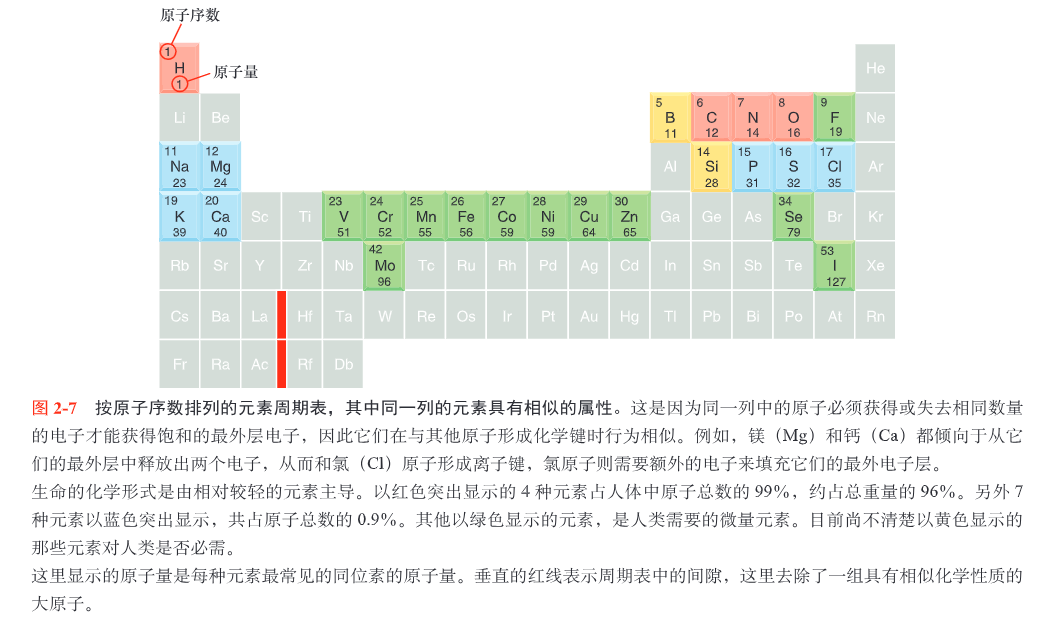 原子序数
1
H
1
原子量
He
Li Be
5 6 7 8 9
B C N O F Ne
11 12 14 16 19
11 12
Na Mg
23 24
14 15 16 17
Al Si P S Cl Ar
28 31 32 35
19 20 23 24 25 26 27 28 29 30 34
K Ca Sc Ti V Cr Mn Fe Co Ni Cu Zn Ga Ge As Se Br Kr
39 40 51 52 55 56 59 59 64 65 79
42 53
Rb Sr Y Zr Nb Mo Tc Ru Rh Pd Ag Cd In Sn Sb Te I Xe
96 127
Cs Ba La Hf Ta W Re Os Ir Pt Au Hg Tl Pb Bi Po At Rn
Fr Ra Ac Rf Db
图 2-7 按原子序数排列的元素周期表，其中同一列的元素具有相似的属性。这是因为同一列中的原子必须获得或失去相同数量
的电子才能获得饱和的最外层电子，因此它们在与其他原子形成化学键时行为相似。例如，镁（Mg）和钙（Ca）都倾向于从它
们的最外层中释放出两个电子，从而和氯（Cl）原子形成离子键，氯原子则需要额外的电子来填充它们的最外电子层。
生命的化学形式是由相对较轻的元素主导。以红色突出显示的 4 种元素占人体中原子总数的 99%，约占总重量的 96%。另外 7
种元素以蓝色突出显示，共占原子总数的 0.9%。其他以绿色显示的元素，是人类需要的微量元素。目前尚不清楚以黄色显示的
那些元素对人类是否必需。
这里显示的原子量是每种元素最常见的同位素的原子量。垂直的红线表示周期表中的间隙，这里去除了一组具有相似化学性质的
大原子。